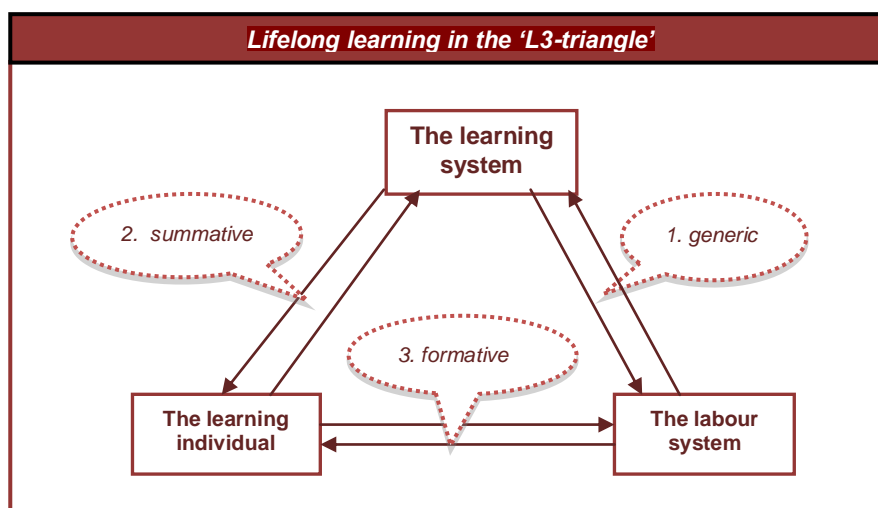 Lifelong learning in the ‘L3-triangle’
The learning
system
2. summative
1. generic
3. formative
The learning
individual
The labour
system